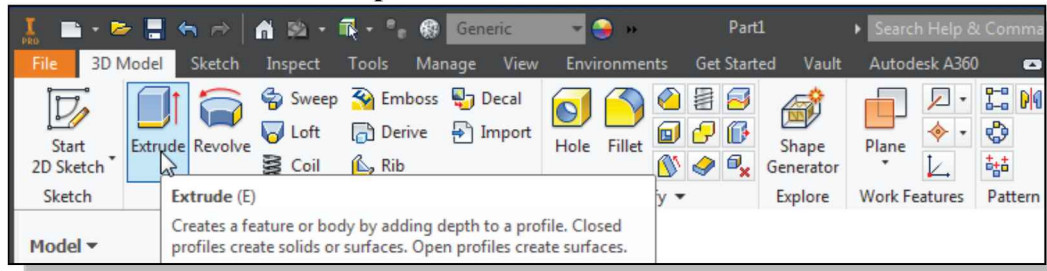 I PRO Generic Part1 Search Help & Comma
File 3D Model Sketch Inspect Tools Manage View Environments Get Started Vault Autodesk A360
Sweep Emboss Decal
Start 2D Sketch Extrude Revolve Loft Derive Import Hole Fillet Shape Generator Plane
Coil Rib
Sketch fy Explore Work Features Pattern
Extrude (E)
Creates a feature or body by adding depth to a profile. Closed
profiles create solids or surfaces. Open profiles create surfaces.
Model